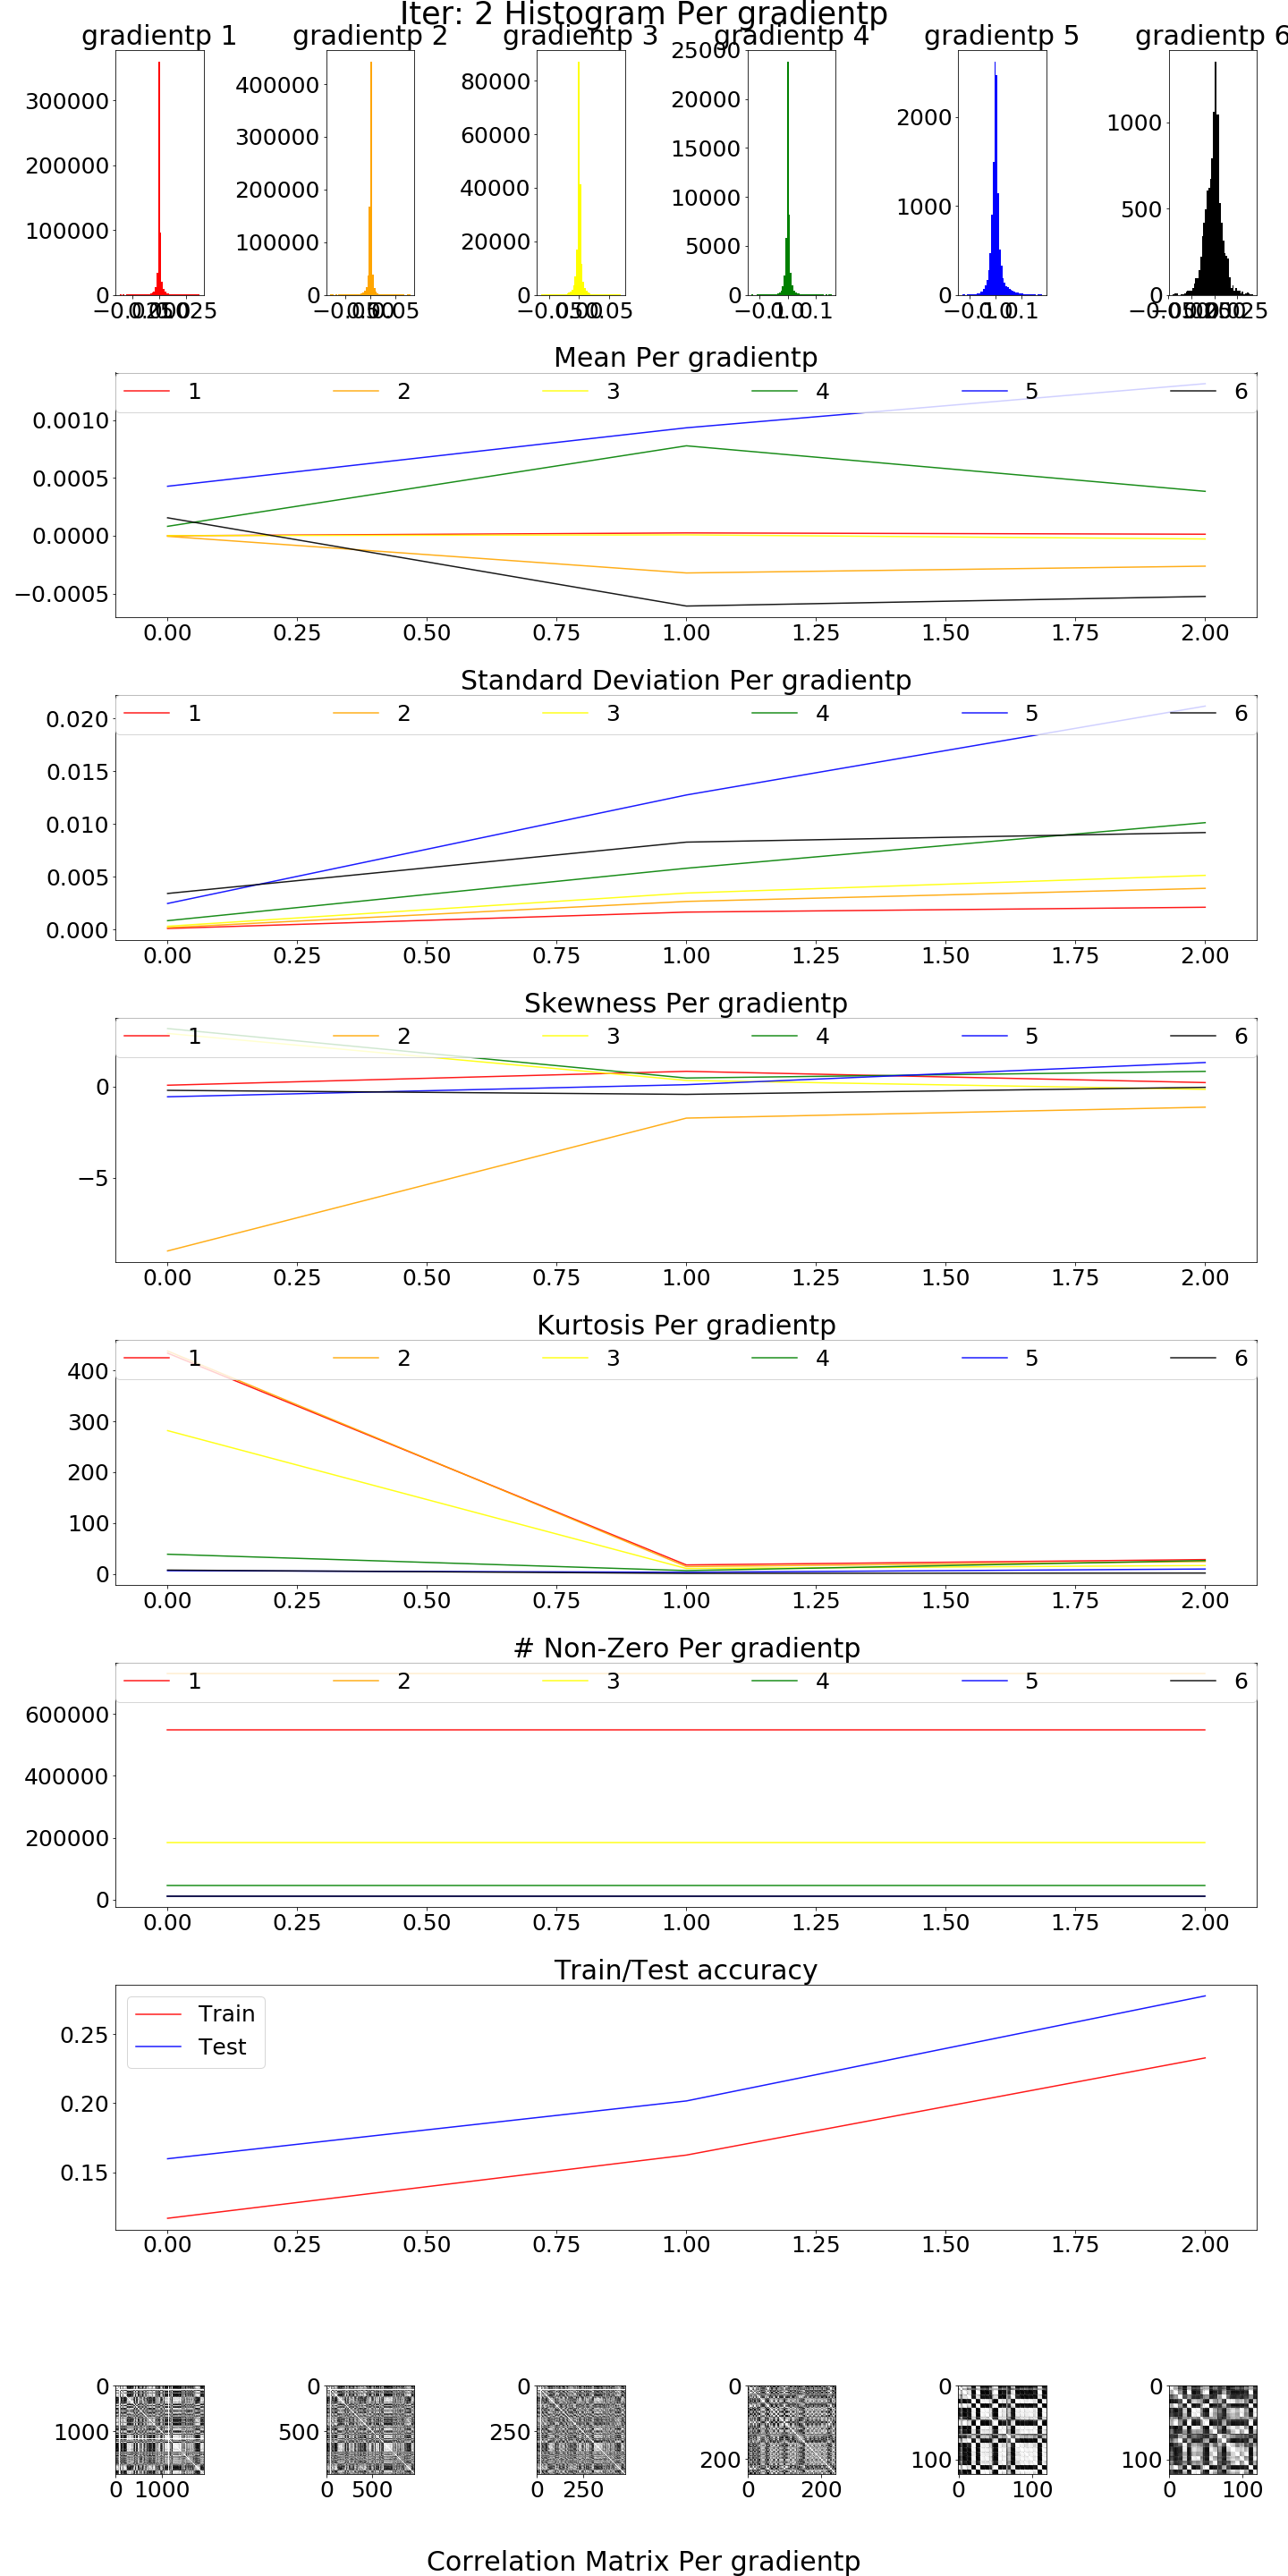 Iter: 2 Histogram Per gradientp
gradientp 1 gradientp 2 gradientp 3 gradientp 4 gradientp 5 gradientp 6
300000
200000
100000
0
400000
300000
200000
100000
0
80000
60000
40000
20000
0
25000
20000
15000
10000
5000
0
2000
1000
0
1000
500
0
Mean Per gradientp
1 2 3 4 5 6
0.0010
0.0005
0.0000
−0.0005
0.00 0.25 0.50 0.75 1.00 1.25 1.50 1.75 2.00
Standard Deviation Per gradientp
1 2 3 4 5 6
0.020
0.015
0.010
0.005
0.000
0.00 0.25 0.50 0.75 1.00 1.25 1.50 1.75 2.00
Skewness Per gradientp
1 2 3 4 5 6
0
−5
0.00 0.25 0.50 0.75 1.00 1.25 1.50 1.75 2.00
Kurtosis Per gradientp
1 2 3 4 5 6
400
300
200
100
0
0.00 0.25 0.50 0.75 1.00 1.25 1.50 1.75 2.00
# Non-Zero Per gradientp
1 2 3 4 5 6
600000
400000
200000
0
0.00 0.25 0.50 0.75 1.00 1.25 1.50 1.75 2.00
Train/Test accuracy
Train
Test
0.25
0.20
0.15
0.00 0.25 0.50 0.75 1.00 1.25 1.50 1.75 2.00
0 0 0 0 0 0
1000 500 250 200 100 100
0 1000 0 500 0 250 0 200 0 100 0 100
Correlation Matrix Per gradientp